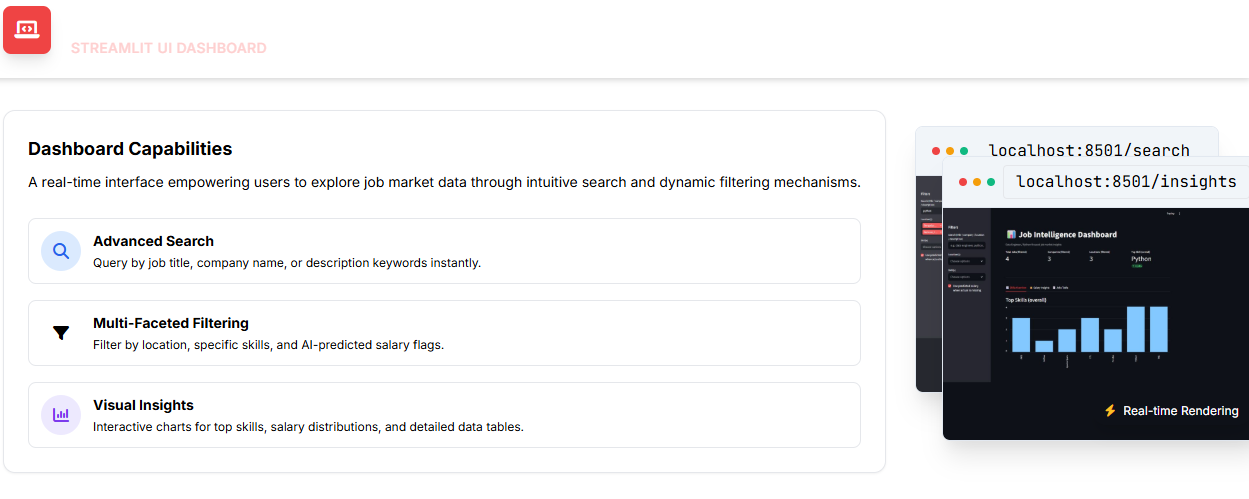 STREAMLIT UI DASHBOARD
Dashboard Capabilities
A real-time interface empowering users to explore job market data through intuitive search and dynamic filtering mechanisms.
Advanced Search
Query by job title, company name, or description keywords instantly.
Multi-Faceted Filtering
Filter by location, specific skills, and AI-predicted salary flags.
Visual Insights
Interactive charts for top skills, salary distributions, and detailed data tables.
localhost:8501/search
localhost:8501/insights
Job Intelligence Dashboard
4
3
3
Python
Top Skills (overall)
Real-time Rendering